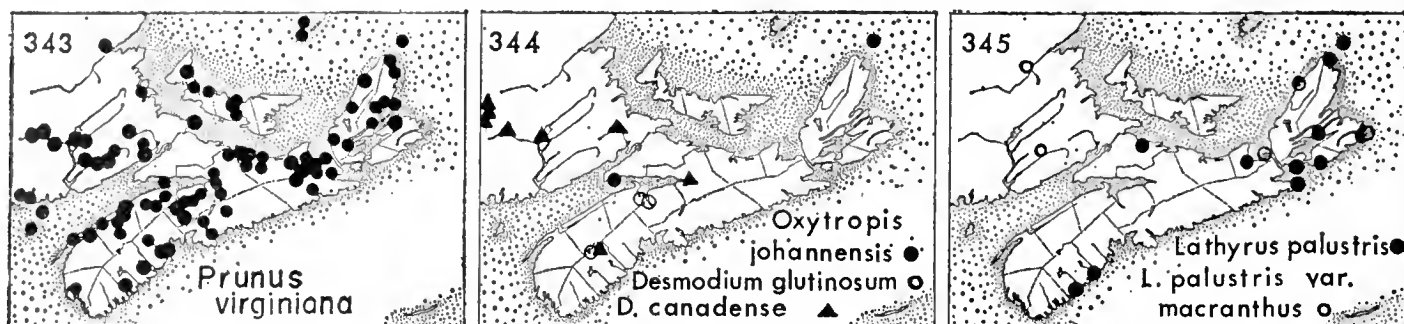 343
Prunus
virginiana
344
Oxytropis
johannensis
Desmodium glutinosum
D. canadense
345
Lathyrus palustris
L. palustris var.
macranthus